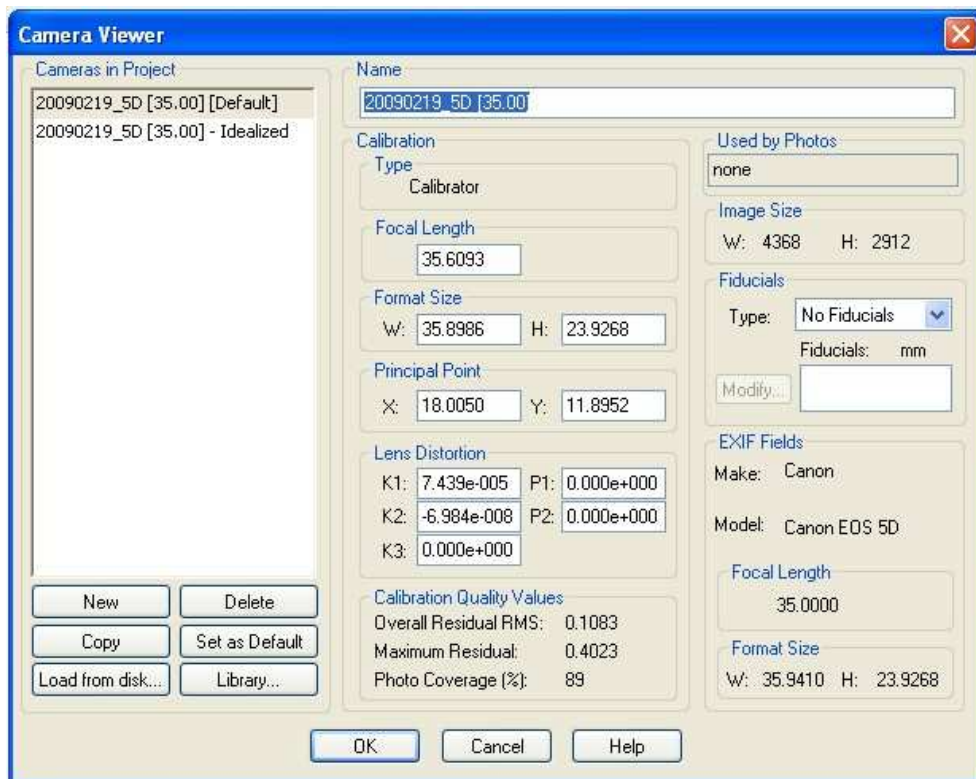 Camera Viewer
Cameras in Project
20090219_5D [35.00] [Default]
20090219_5D [35.00] - Idealized
New Delete
Copy Set as Default
Load from disk... Library...
Name
20090219_5D [35.00]
Calibration
Type
Calibrator
Focal Length
35.6093
Format Size
W: 35.8986 H: 23.9268
Principal Point
X: 18.0050 Y: 11.8952
Lens Distortion
K1: 7.439e-005 P1: 0.000e+000
K2: -6.984e-008 P2: 0.000e+000
K3: 0.000e+000
Calibration Quality Values
Overall Residual RMS: 0.1083
Maximum Residual: 0.4023
Photo Coverage (%): 89
Used by Photos
none
Image Size
W: 4368 H: 2912
Fiducials
Type: No Fiducials
Fiducials: mm
Modify...
EXIF Fields
Make: Canon
Model: Canon EOS 5D
Focal Length
35.0000
Format Size
W: 35.9410 H: 23.9268
OK Cancel Help